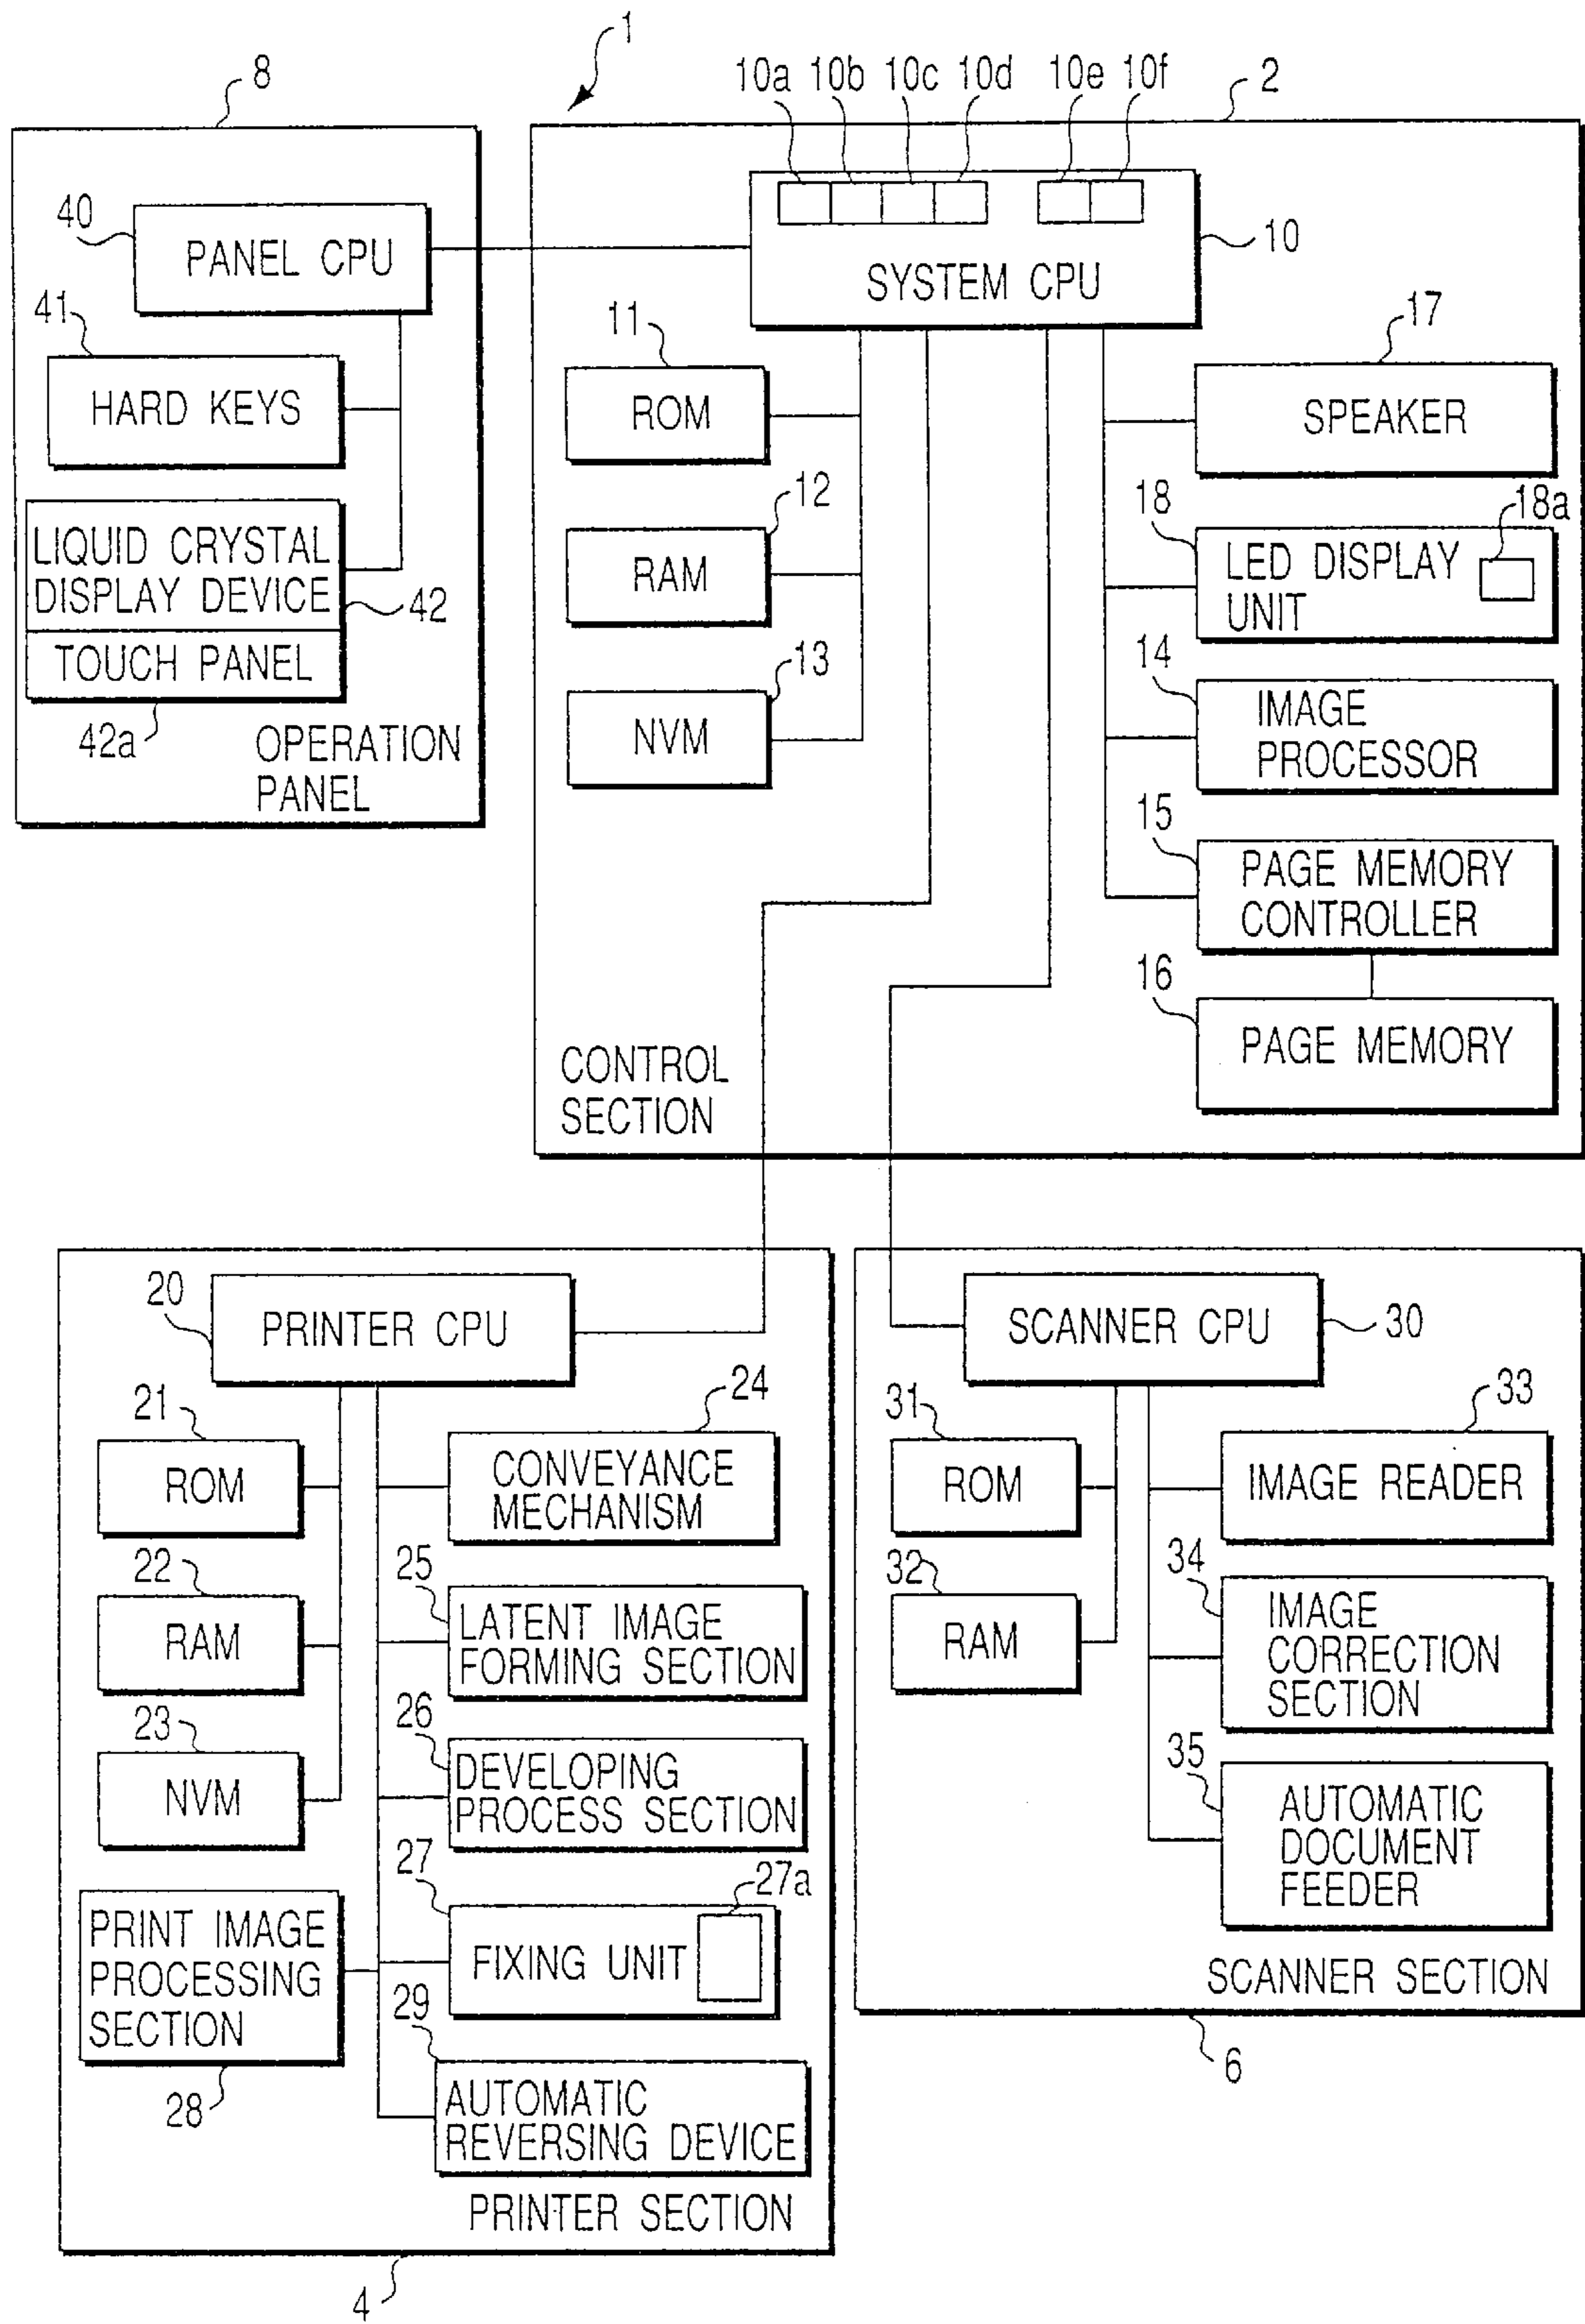 1
8
10a 10b 10c 10d 10e 10f
2
40
PANEL CPU
41
HARD KEYS
LIQUID CRYSTAL
DISPLAY DEVICE
42
TOUCH PANEL
42a
OPERATION
PANEL
SYSTEM CPU
10
11
ROM
12
RAM
13
NVM
17
SPEAKER
18
18a
LED DISPLAY
UNIT
14
IMAGE
PROCESSOR
15
PAGE MEMORY
CONTROLLER
16
PAGE MEMORY
CONTROL
SECTION
20
PRINTER CPU
21
ROM
22
RAM
23
NVM
24
CONVEYANCE
MECHANISM
25
LATENT IMAGE
FORMING SECTION
26
DEVELOPING
PROCESS SECTION
27
27a
FIXING UNIT
PRINT IMAGE
PROCESSING
SECTION
28
29
AUTOMATIC
REVERSING DEVICE
PRINTER SECTION
4
SCANNER CPU
30
31
ROM
32
RAM
33
IMAGE READER
34
IMAGE
CORRECTION
SECTION
35
AUTOMATIC
DOCUMENT
FEEDER
SCANNER SECTION
6